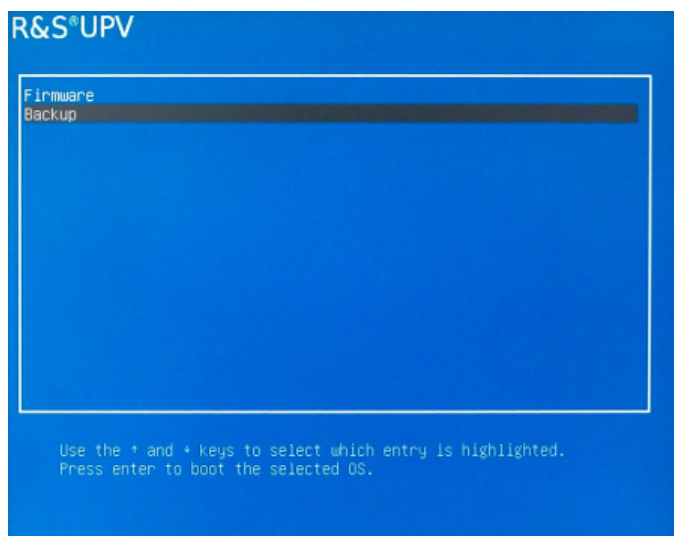 R&S®UPV
Firmware
Backup
Use the ↑ and ↓ keys to select which entry is highlighted.
Press enter to boot the selected OS.